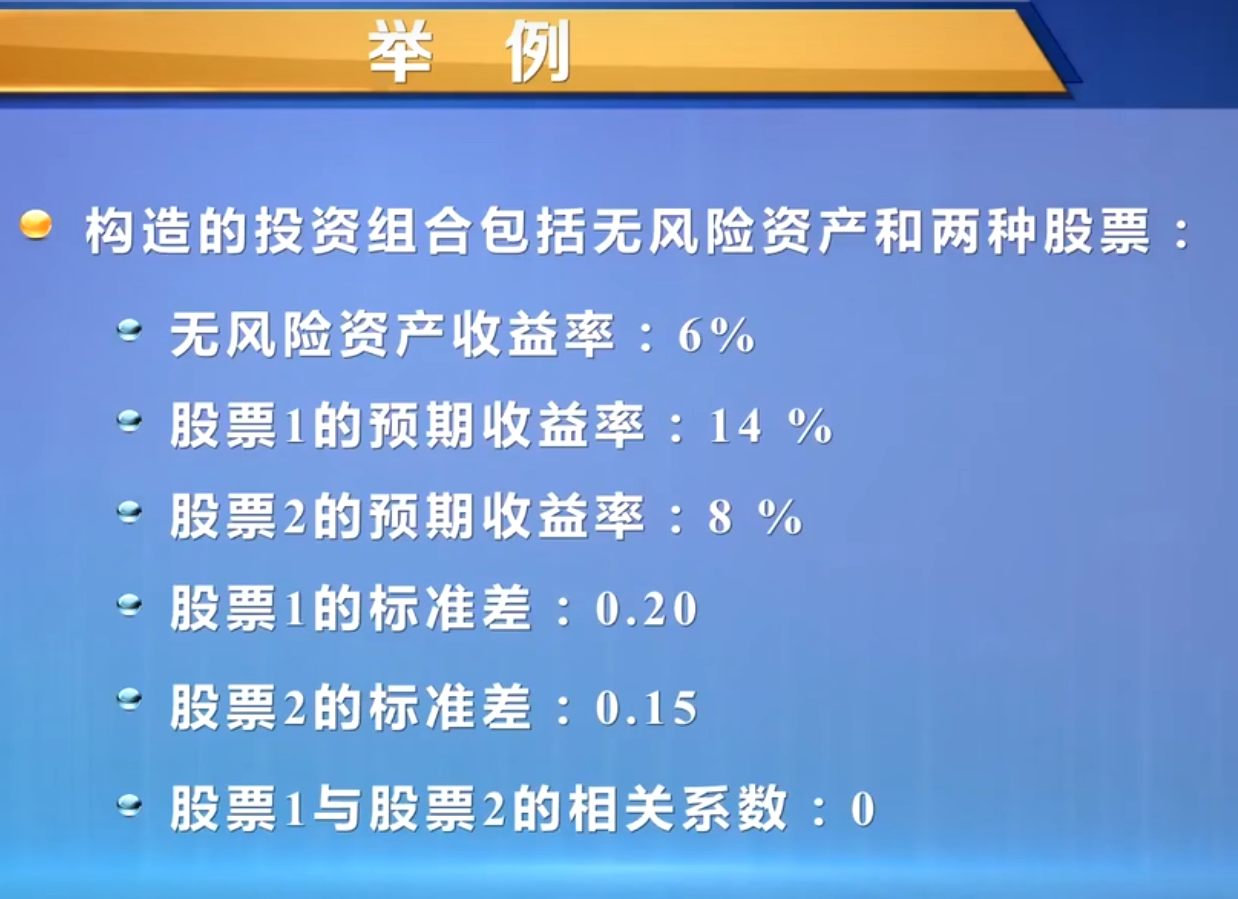 举 例
构造的投资组合包括无风险资产和两种股票：
无风险资产收益率：6%
股票1的预期收益率：14 %
股票2的预期收益率：8 %
股票1的标准差：0.20
股票2的标准差：0.15
股票1与股票2的相关系数：0